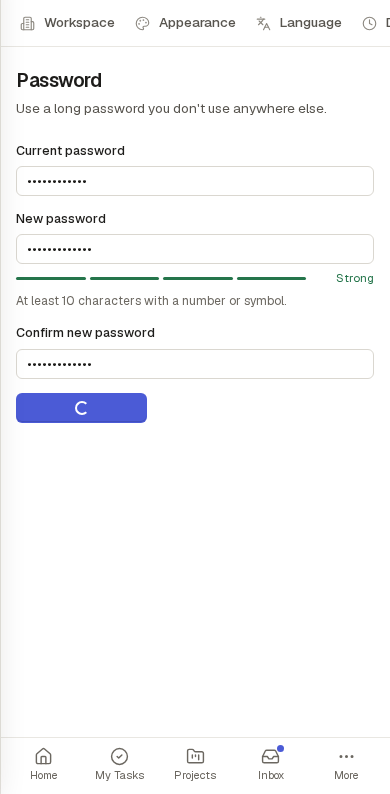 Workspace
Appearance
Language
Password
Use a long password you don't use anywhere else.
Current password
••••••••••••
New password
•••••••••••••
Strong
At least 10 characters with a number or symbol.
Confirm new password
•••••••••••••
Home
My Tasks
Projects
Inbox
More